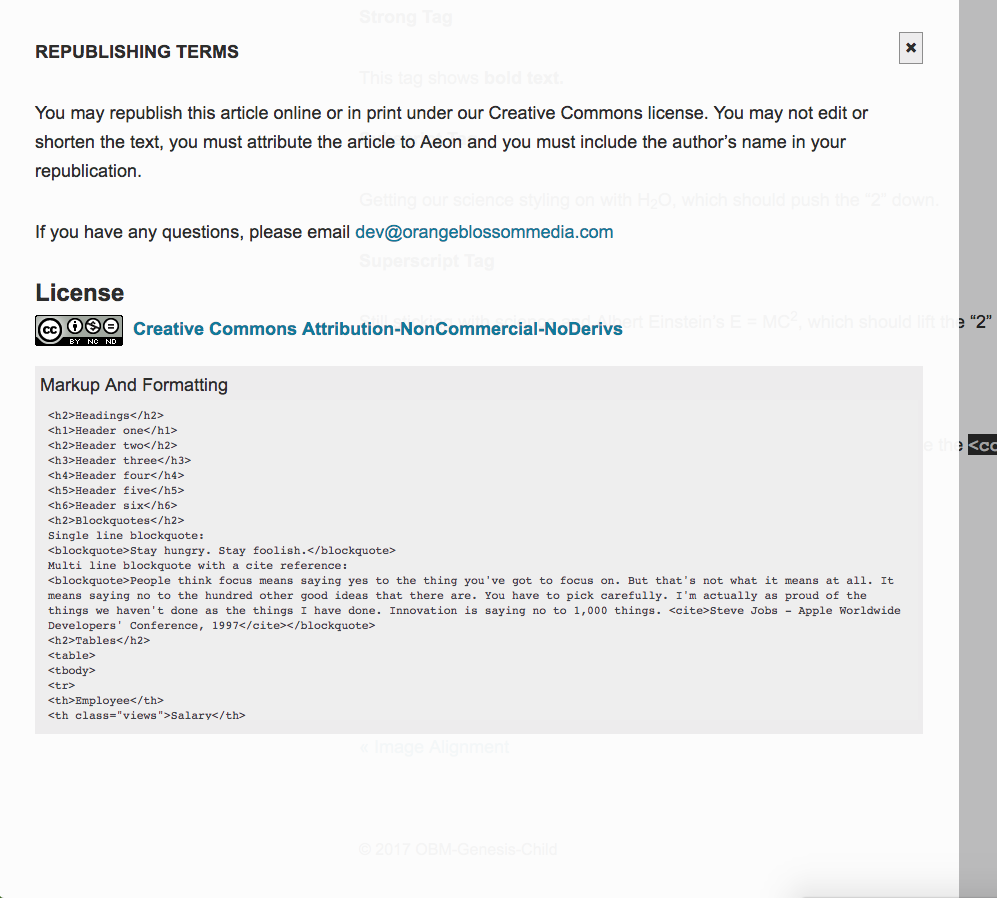 Strong Tag
REPUBLISHING TERMS
✖
This tag shows bold text.
You may republish this article online or in print under our Creative Commons license. You may not edit or
shorten the text, you must attribute the article to Aeon and you must include the author’s name in your
republication.
Getting our science styling on with H₂O, which should push the “2” down.
If you have any questions, please email dev@orangeblossommedia.com
Superscript Tag
License
cc BY NC ND Creative Commons Attribution-NonCommercial-NoDerivs
Still sticking with science and Albert Einstein's E = MC², which should lift the “2”
Markup And Formatting
<h2>Headings</h2>
<h1>Header one</h1>
<h2>Header two</h2>
e the <cc
<h3>Header three</h3>
<h4>Header four</h4>
<h5>Header five</h5>
<h6>Header six</h6>
<h2>Blockquotes</h2>
Single line blockquote:
<blockquote>Stay hungry. Stay foolish.</blockquote>
Multi line blockquote with a cite reference:
<blockquote>People think focus means saying yes to the thing you've got to focus on. But that's not what it means at all. It
means saying no to the hundred other good ideas that there are. You have to pick carefully. I'm actually as proud of the
things we haven't done as the things I have done. Innovation is saying no to 1,000 things. <cite>Steve Jobs – Apple Worldwide
Developers' Conference, 1997</cite></blockquote>
<h2>Tables</h2>
<table>
<tbody>
<tr>
<th>Employee</th>
<th class="views">Salary</th>
« Image Alignment
© 2017 OBM-Genesis-Child